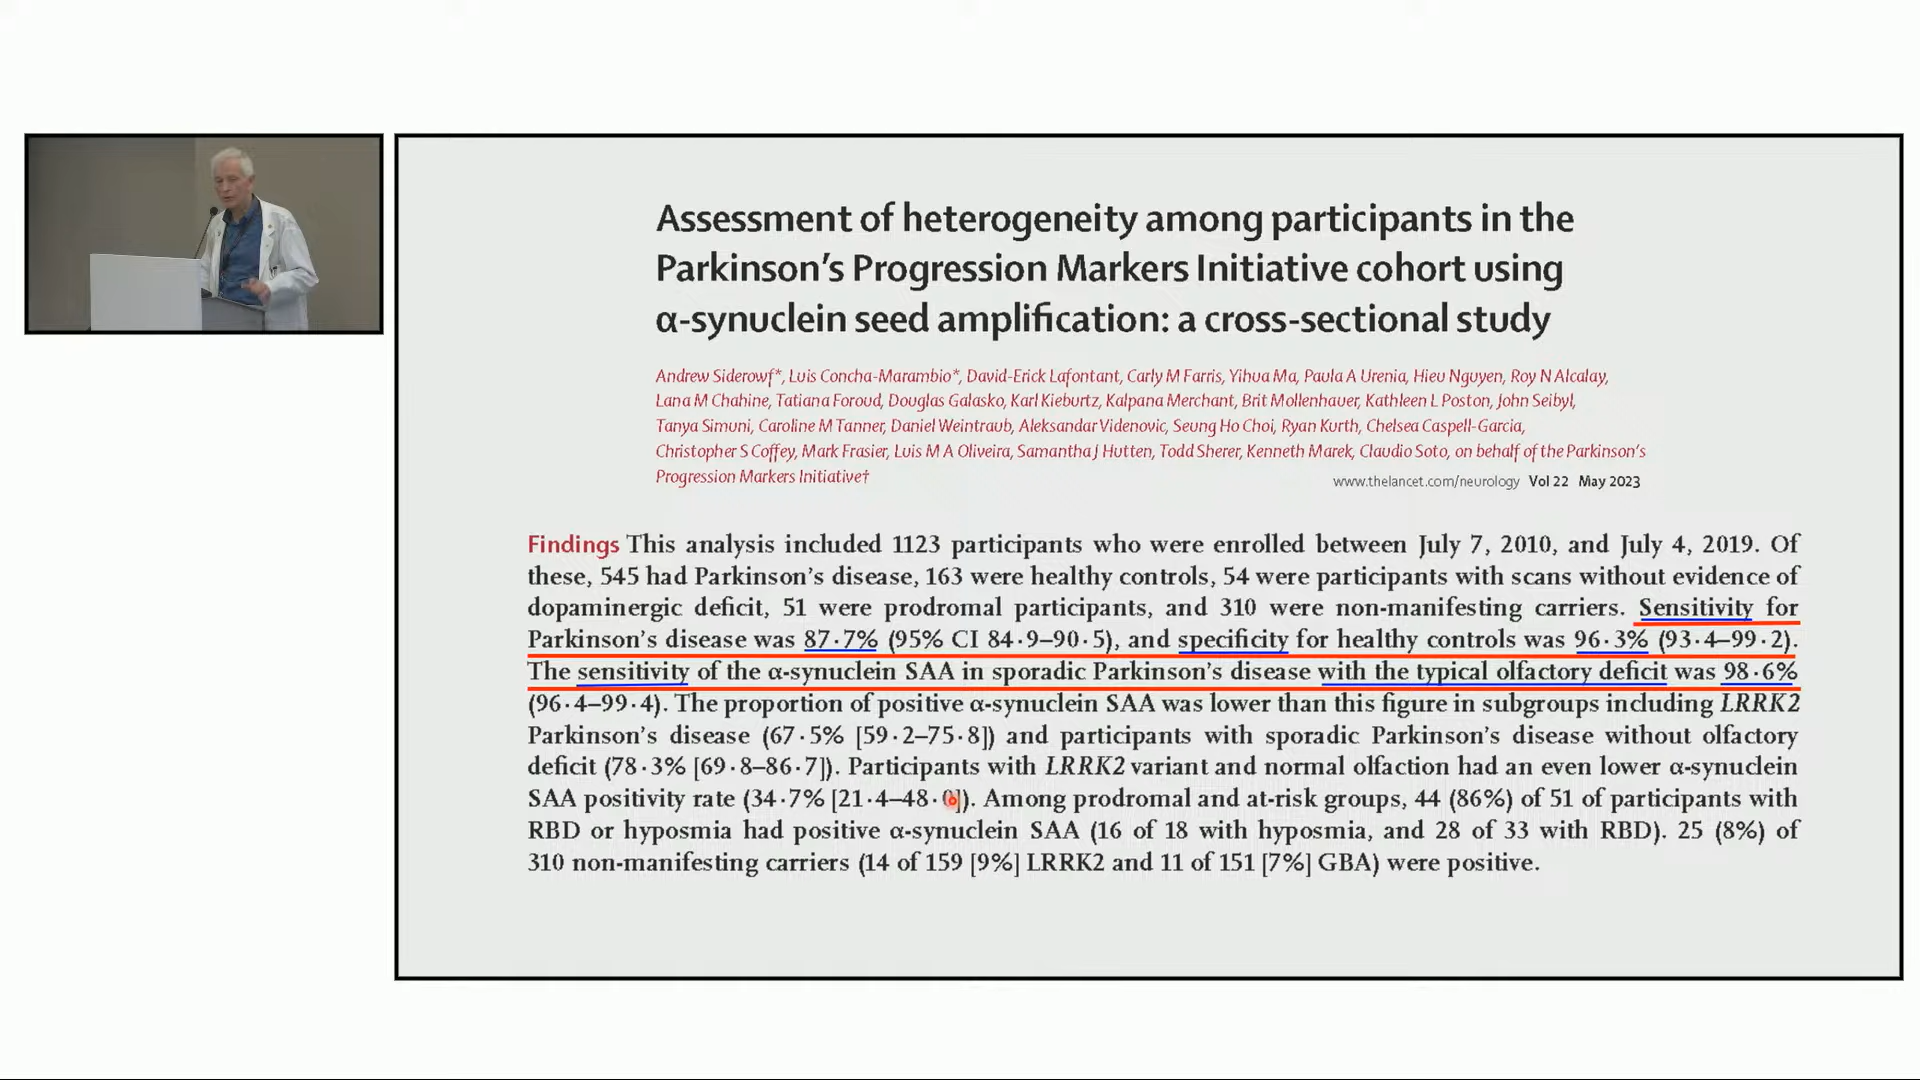 Assessment of heterogeneity among participants in the
Parkinson's Progression Markers Initiative cohort using
α-synuclein seed amplification: a cross-sectional study
Andrew Siderowf*, Luis Concha-Marambio*, David-Erick Lafontant, Carly M Farris, Yihua Ma, Paula A Urenia, Hieu Nguyen, Roy N Alcalay,
Lana M Chahine, Tatiana Foroud, Douglas Galasko, Karl Kieburtz, Kalpana Merchant, Brit Mollenhauer, Kathleen L Poston, John Seibyl,
Tanya Simuni, Caroline M Tanner, Daniel Weintraub, Aleksandar Videnovic, Seung Ho Choi, Ryan Kurth, Chelsea Caspell-Garcia,
Christopher S Coffey, Mark Frasier, Luis M A Oliveira, Samantha J Hutten, Todd Sherer, Kenneth Marek, Claudio Soto, on behalf of the Parkinson's
Progression Markers Initiative†
www.thelancet.com/neurology Vol 22 May 2023
Findings This analysis included 1123 participants who were enrolled between July 7, 2010, and July 4, 2019. Of
these, 545 had Parkinson's disease, 163 were healthy controls, 54 were participants with scans without evidence of
dopaminergic deficit, 51 were prodromal participants, and 310 were non-manifesting carriers. Sensitivity for
Parkinson's disease was 87·7% (95% CI 84·9–90·5), and specificity for healthy controls was 96·3% (93·4–99·2).
The sensitivity of the α-synuclein SAA in sporadic Parkinson's disease with the typical olfactory deficit was 98·6%
(96·4–99·4). The proportion of positive α-synuclein SAA was lower than this figure in subgroups including LRRK2
Parkinson's disease (67·5% [59·2–75·8]) and participants with sporadic Parkinson's disease without olfactory
deficit (78·3% [69·8–86·7]). Participants with LRRK2 variant and normal olfaction had an even lower α-synuclein
SAA positivity rate (34·7% [21·4–48·0]). Among prodromal and at-risk groups, 44 (86%) of 51 of participants with
RBD or hyposmia had positive α-synuclein SAA (16 of 18 with hyposmia, and 28 of 33 with RBD). 25 (8%) of
310 non-manifesting carriers (14 of 159 [9%] LRRK2 and 11 of 151 [7%] GBA) were positive.